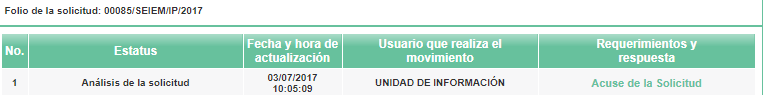 Folio de la solicitud: 00085/SEIEM/IP/2017
No. Estatus Fecha y hora de actualización Usuario que realiza el movimiento Requerimientos y respuesta
1 Análisis de la solicitud 03/07/2017 10:05:09 UNIDAD DE INFORMACIÓN Acuse de la Solicitud